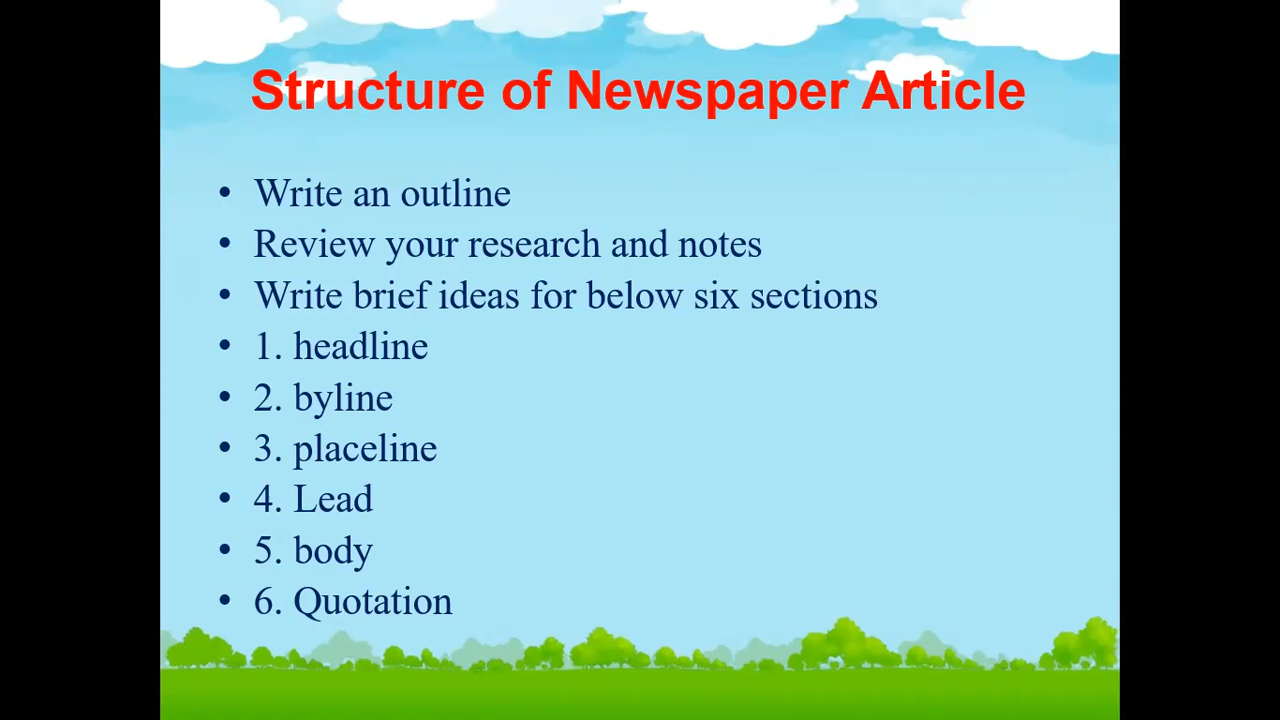 Structure of Newspaper Article
• Write an outline
• Review your research and notes
• Write brief ideas for below six sections
• 1. headline
• 2. byline
• 3. placeline
• 4. Lead
• 5. body
• 6. Quotation